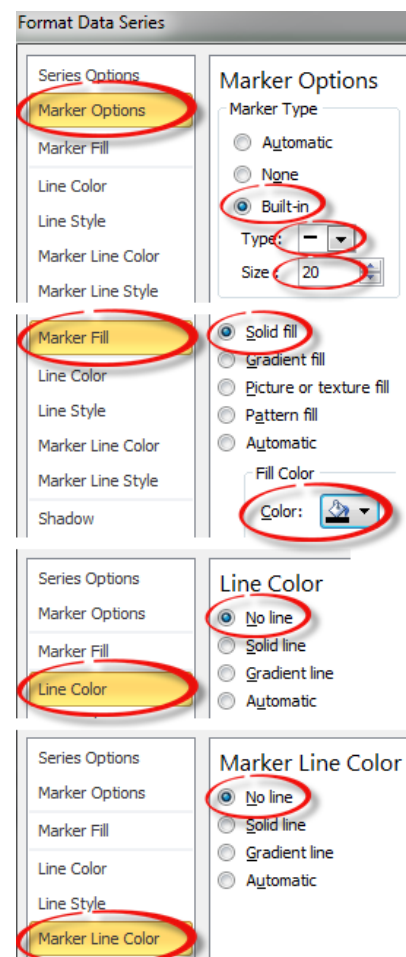 Format Data Series
Series Options
Marker Options
Marker Fill
Line Color
Line Style
Marker Line Color
Marker Line Style
Marker Options
Marker Type
Automatic
None
Built-in
Type:
Size:
20
Marker Fill
Line Color
Line Style
Marker Line Color
Marker Line Style
Shadow
Solid fill
Gradient fill
Picture or texture fill
Pattern fill
Automatic
Fill Color
Color:
Series Options
Marker Options
Marker Fill
Line Color
Line Color
No line
Solid line
Gradient line
Automatic
Series Options
Marker Options
Marker Fill
Line Color
Line Style
Marker Line Color
Marker Line Color
No line
Solid line
Gradient line
Automatic